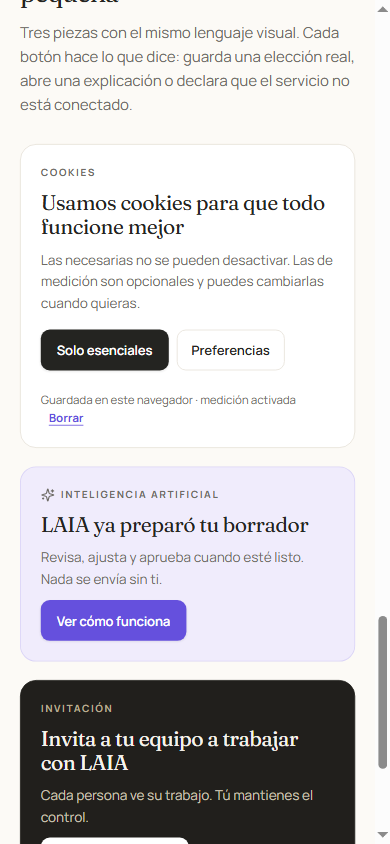 pequeña
Tres piezas con el mismo lenguaje visual. Cada
botón hace lo que dice: guarda una elección real,
abre una explicación o declara que el servicio no
está conectado.
COOKIES
Usamos cookies para que todo
funcione mejor
Las necesarias no se pueden desactivar. Las de
medición son opcionales y puedes cambiarlas
cuando quieras.
Solo esenciales
Preferencias
Guardada en este navegador · medición activada
Borrar
INTELIGENCIA ARTIFICIAL
LAIA ya preparó tu borrador
Revisa, ajusta y aprueba cuando esté listo.
Nada se envía sin ti.
Ver cómo funciona
INVITACIÓN
Invita a tu equipo a trabajar
con LAIA
Cada persona ve su trabajo. Tú mantienes el
control.